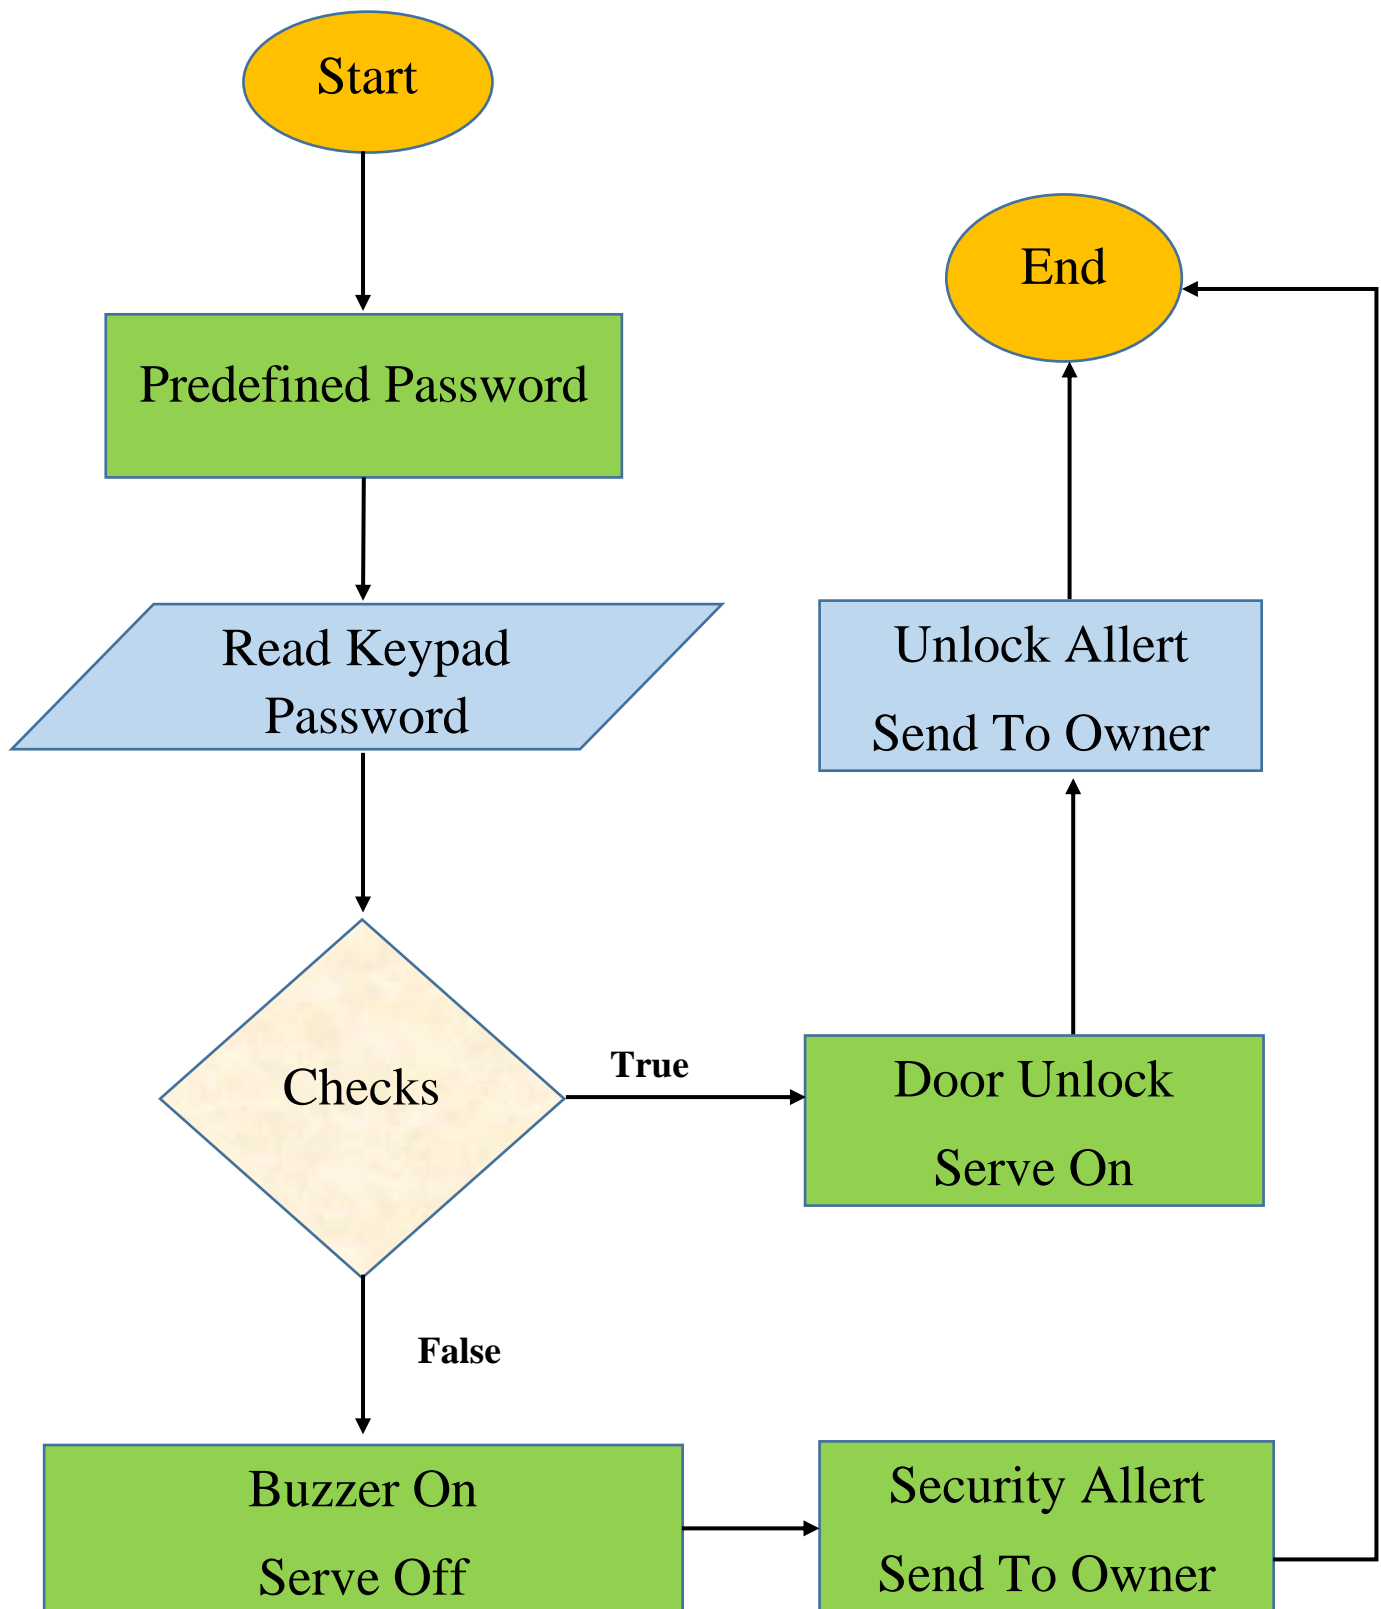 Start
Predefined Password
Read Keypad
Password
Checks
True
False
Buzzer On
Serve Off
Security Allert
Send To Owner
Door Unlock
Serve On
Unlock Allert
Send To Owner
End